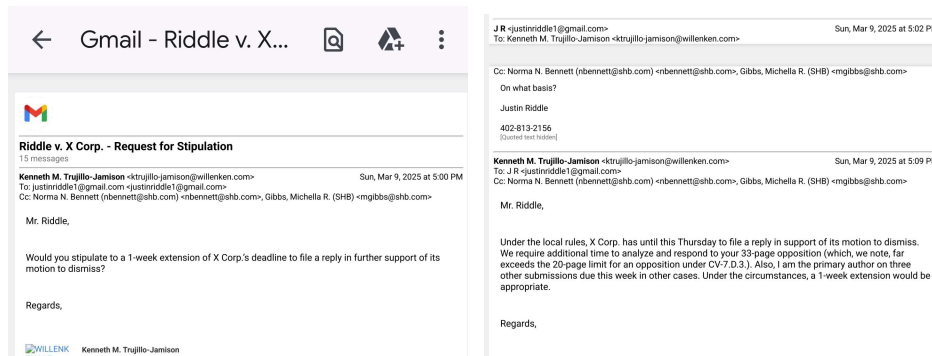 Gmail - Riddle v. X...
Riddle v. X Corp. - Request for Stipulation
15 messages
Kenneth M. Trujillo-Jamison <ktrujillo-jamison@willenken.com> Sun, Mar 9, 2025 at 5:00 PM
To: justinriddle1@gmail.com <justinriddle1@gmail.com>
Cc: Norma N. Bennett (nbennett@shb.com) <nbennett@shb.com>, Gibbs, Michella R. (SHB) <mgibbs@shb.com>
Mr. Riddle,
Would you stipulate to a 1-week extension of X Corp.'s deadline to file a reply in further support of its
motion to dismiss?
Regards,
WILLENK Kenneth M. Trujillo-Jamison
J R <justinriddle1@gmail.com> Sun, Mar 9, 2025 at 5:02 P
To: Kenneth M. Trujillo-Jamison <ktrujillo-jamison@willenken.com>
Cc: Norma N. Bennett (nbennett@shb.com) <nbennett@shb.com>, Gibbs, Michella R. (SHB) <mgibbs@shb.com>
On what basis?
Justin Riddle
402-813-2156
[Quoted text hidden]
Kenneth M. Trujillo-Jamison <ktrujillo-jamison@willenken.com> Sun, Mar 9, 2025 at 5:09 P
To: J R <justinriddle1@gmail.com>
Cc: Norma N. Bennett (nbennett@shb.com) <nbennett@shb.com>, Gibbs, Michella R. (SHB) <mgibbs@shb.com>
Mr. Riddle,
Under the local rules, X Corp. has until this Thursday to file a reply in support of its motion to dismiss.
We require additional time to analyze and respond to your 33-page opposition (which, we note, far
exceeds the 20-page limit for an opposition under CV-7.D.3.). Also, I am the primary author on three
other submissions due this week in other cases. Under the circumstances, a 1-week extension would be
appropriate.
Regards,